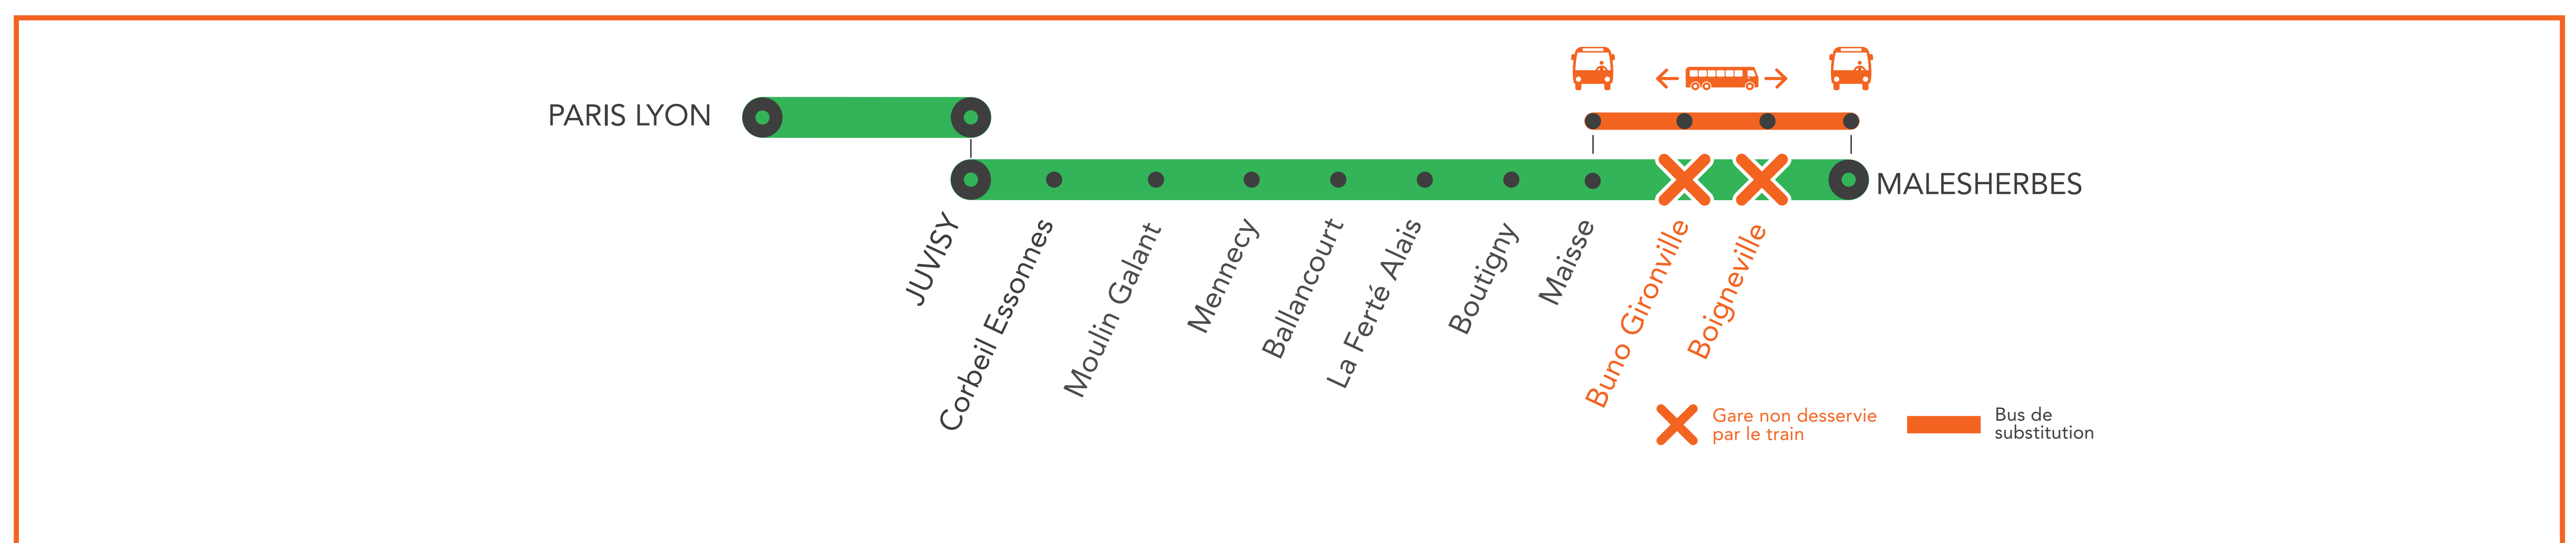 PARIS LYON
MALESHERBES
JUVISY
Corbeil Essonnes
Moulin Galant
Mennecy
Ballancourt
La Ferté Alais
Boutigny
Maisse
Buno Gironville
Boigneville
Gare non desservie
par le train
Bus de
substitution